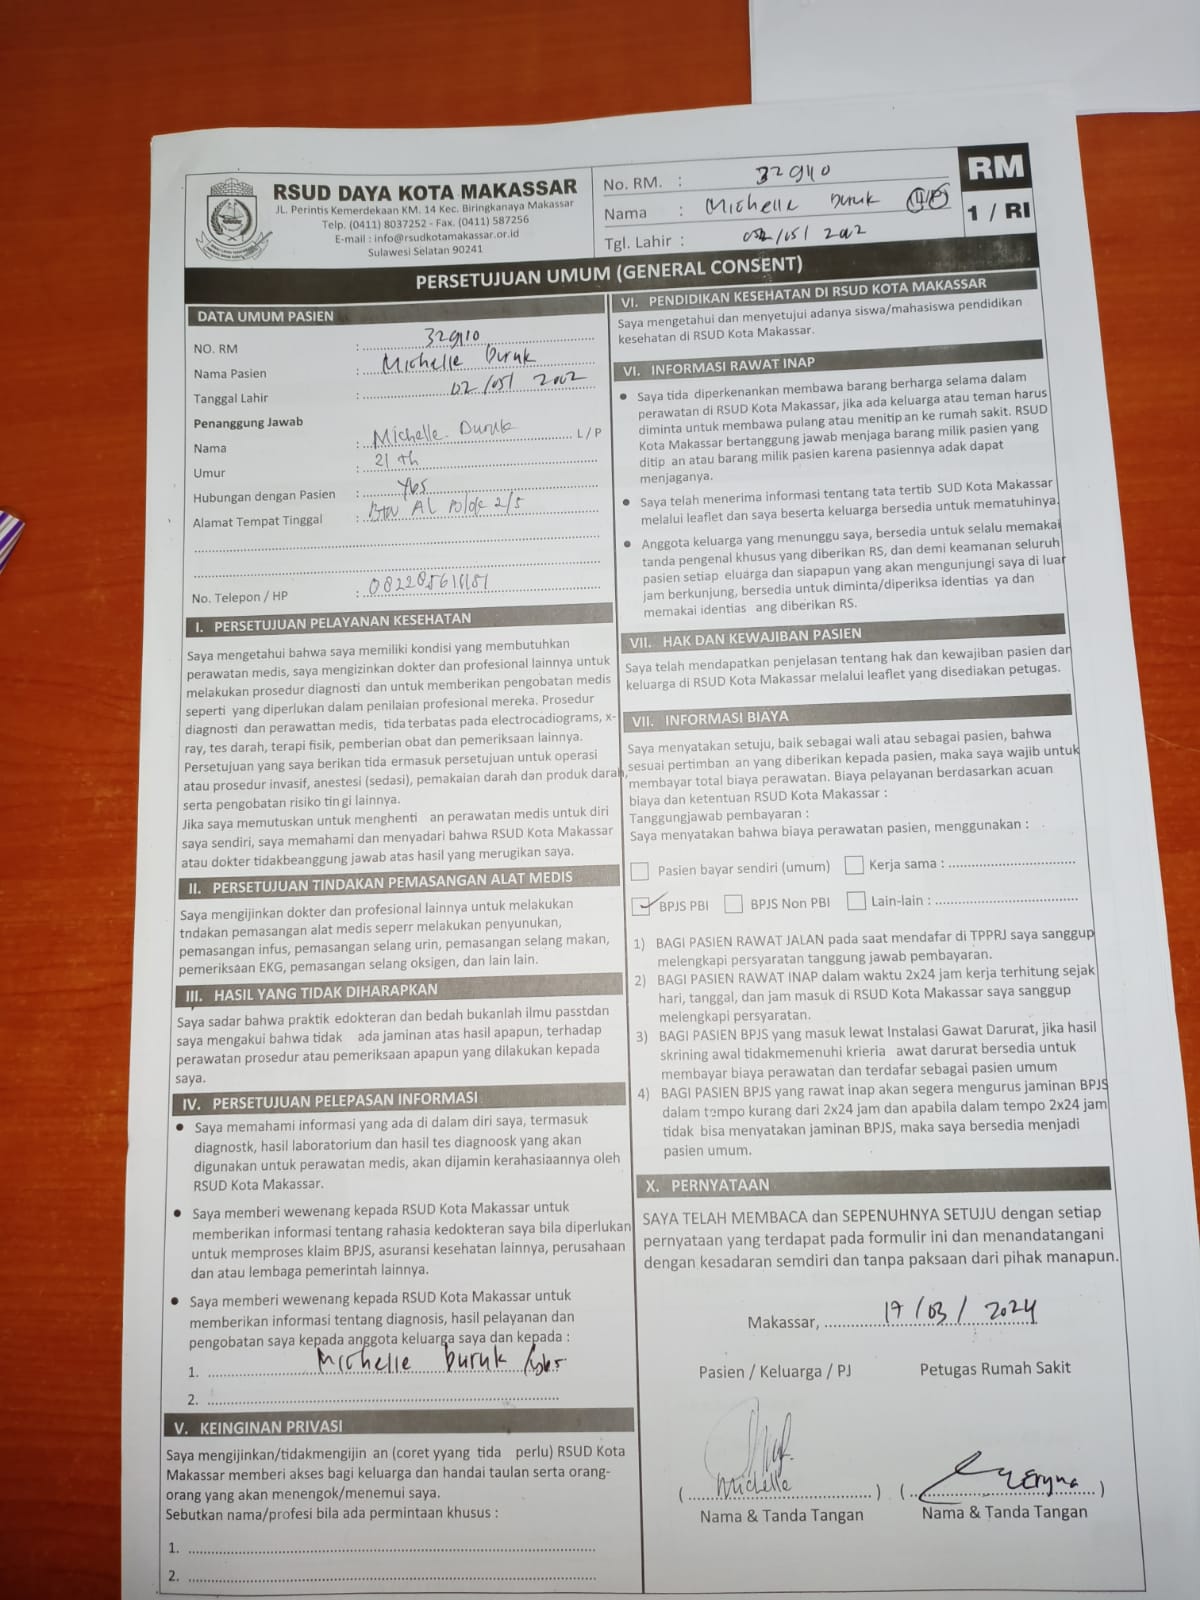 RSUD DAYA KOTA MAKASSAR
JL. Perintis Kemerdekaan KM. 14 Kec. Biringkanaya Makassar
Telp. (0411) 8037252 - Fax. (0411) 587256
E-mail : info@rsudkotamakassar.or.id
Sulawesi Selatan 90241
No. RM. : 329110
Nama : Michelle Duruk (L/P)
Tgl. Lahir : 02/05/2002
RM
1 / RI
PERSETUJUAN UMUM (GENERAL CONSENT)
DATA UMUM PASIEN
NO. RM : 329110
Nama Pasien : Michelle Duruk
Tanggal Lahir : 02/05/2002
Penanggung Jawab
Nama : Michelle Duruk L/P
Umur : 21 th
Hubungan dengan Pasien : Ybs
Alamat Tempat Tinggal : BTN AL 2/5
No. Telepon / HP :
I. PERSETUJUAN PELAYANAN KESEHATAN
Saya mengetahui bahwa saya memiliki kondisi yang membutuhkan
perawatan medis, saya mengizinkan dokter dan profesional lainnya untuk
melakukan prosedur diagnosti dan untuk memberikan pengobatan medis
seperti yang diperlukan dalam penilaian profesional mereka. Prosedur
diagnosti dan perawattan medis, tida terbatas pada electrocadiograms, x-
ray, tes darah, terapi fisik, pemberian obat dan pemeriksaan lainnya.
Persetujuan yang saya berikan tida ermasuk persetujuan untuk operasi
atau prosedur invasif, anestesi (sedasi), pemakaian darah dan produk darah,
serta pengobatan risiko tin gi lainnya.
Jika saya memutuskan untuk menghenti an perawatan medis untuk diri
saya sendiri, saya memahami dan menyadari bahwa RSUD Kota Makassar
atau dokter tidakbeanggung jawab atas hasil yang merugikan saya.
II. PERSETUJUAN TINDAKAN PEMASANGAN ALAT MEDIS
Saya mengijinkan dokter dan profesional lainnya untuk melakukan
tndakan pemasangan alat medis seperr melakukan penyunukan,
pemasangan infus, pemasangan selang urin, pemasangan selang makan,
pemeriksaan EKG, pemasangan selang oksigen, dan lain lain.
III. HASIL YANG TIDAK DIHARAPKAN
Saya sadar bahwa praktik edokteran dan bedah bukanlah ilmu passtdan
saya mengakui bahwa tidak ada jaminan atas hasil apapun, terhadap
perawatan prosedur atau pemeriksaan apapun yang dilakukan kepada
saya.
IV. PERSETUJUAN PELEPASAN INFORMASI
● Saya memahami informasi yang ada di dalam diri saya, termasuk
diagnostk, hasil laboratorium dan hasil tes diagnoosk yang akan
digunakan untuk perawatan medis, akan dijamin kerahasiaannya oleh
RSUD Kota Makassar.
● Saya memberi wewenang kepada RSUD Kota Makassar untuk
memberikan informasi tentang rahasia kedokteran saya bila diperlukan
untuk memproses klaim BPJS, asuransi kesehatan lainnya, perusahaan
dan atau lembaga pemerintah lainnya.
● Saya memberi wewenang kepada RSUD Kota Makassar untuk
memberikan informasi tentang diagnosis, hasil pelayanan dan
pengobatan saya kepada anggota keluarga saya dan kepada :
1. Michelle Duruk /ybs.
2.
V. KEINGINAN PRIVASI
Saya mengijinkan/tidakmengijin an (coret yyang tida perlu) RSUD Kota
Makassar memberi akses bagi keluarga dan handai taulan serta orang-
orang yang akan menengok/menemui saya.
Sebutkan nama/profesi bila ada permintaan khusus :
1.
2.
VI. PENDIDIKAN KESEHATAN DI RSUD KOTA MAKASSAR
Saya mengetahui dan menyetujui adanya siswa/mahasiswa pendidikan
kesehatan di RSUD Kota Makassar.
VI. INFORMASI RAWAT INAP
● Saya tida diperkenankan membawa barang berharga selama dalam
perawatan di RSUD Kota Makassar, jika ada keluarga atau teman harus
diminta untuk membawa pulang atau menitip an ke rumah sakit. RSUD
Kota Makassar bertanggung jawab menjaga barang milik pasien yang
ditip an atau barang milik pasien karena pasiennya adak dapat
menjaganya.
● Saya telah menerima informasi tentang tata tertib SUD Kota Makassar
melalui leaflet dan saya beserta keluarga bersedia untuk mematuhinya.
● Anggota keluarga yang menunggu saya, bersedia untuk selalu memakai
tanda pengenal khusus yang diberikan RS, dan demi keamanan seluruh
pasien setiap eluarga dan siapapun yang akan mengunjungi saya di luar
jam berkunjung, bersedia untuk diminta/diperiksa identias ya dan
memakai identias ang diberikan RS.
VII. HAK DAN KEWAJIBAN PASIEN
Saya telah mendapatkan penjelasan tentang hak dan kewajiban pasien dan
keluarga di RSUD Kota Makassar melalui leaflet yang disediakan petugas.
VII. INFORMASI BIAYA
Saya menyatakan setuju, baik sebagai wali atau sebagai pasien, bahwa
sesuai pertimban an yang diberikan kepada pasien, maka saya wajib untuk
membayar total biaya perawatan. Biaya pelayanan berdasarkan acuan
biaya dan ketentuan RSUD Kota Makassar :
Tanggungjawab pembayaran :
Saya menyatakan bahwa biaya perawatan pasien, menggunakan :
Pasien bayar sendiri (umum) Kerja sama :
BPJS PBI BPJS Non PBI Lain-lain :
1) BAGI PASIEN RAWAT JALAN pada saat mendafar di TPPRJ saya sanggup
melengkapi persyaratan tanggung jawab pembayaran.
2) BAGI PASIEN RAWAT INAP dalam waktu 2x24 jam kerja terhitung sejak
hari, tanggal, dan jam masuk di RSUD Kota Makassar saya sanggup
melengkapi persyaratan.
3) BAGI PASIEN BPJS yang masuk lewat Instalasi Gawat Darurat, jika hasil
skrining awal tidakmemenuhi krieria awat darurat bersedia untuk
membayar biaya perawatan dan terdafar sebagai pasien umum
4) BAGI PASIEN BPJS yang rawat inap akan segera mengurus jaminan BPJS
dalam tempo kurang dari 2x24 jam dan apabila dalam tempo 2x24 jam
tidak bisa menyatakan jaminan BPJS, maka saya bersedia menjadi
pasien umum.
X. PERNYATAAN
SAYA TELAH MEMBACA dan SEPENUHNYA SETUJU dengan setiap
pernyataan yang terdapat pada formulir ini dan menandatangani
dengan kesadaran semdiri dan tanpa paksaan dari pihak manapun.
Makassar, 17/03/2024
Pasien / Keluarga / PJ Petugas Rumah Sakit
(Michelle) ( )
Nama & Tanda Tangan Nama & Tanda Tangan